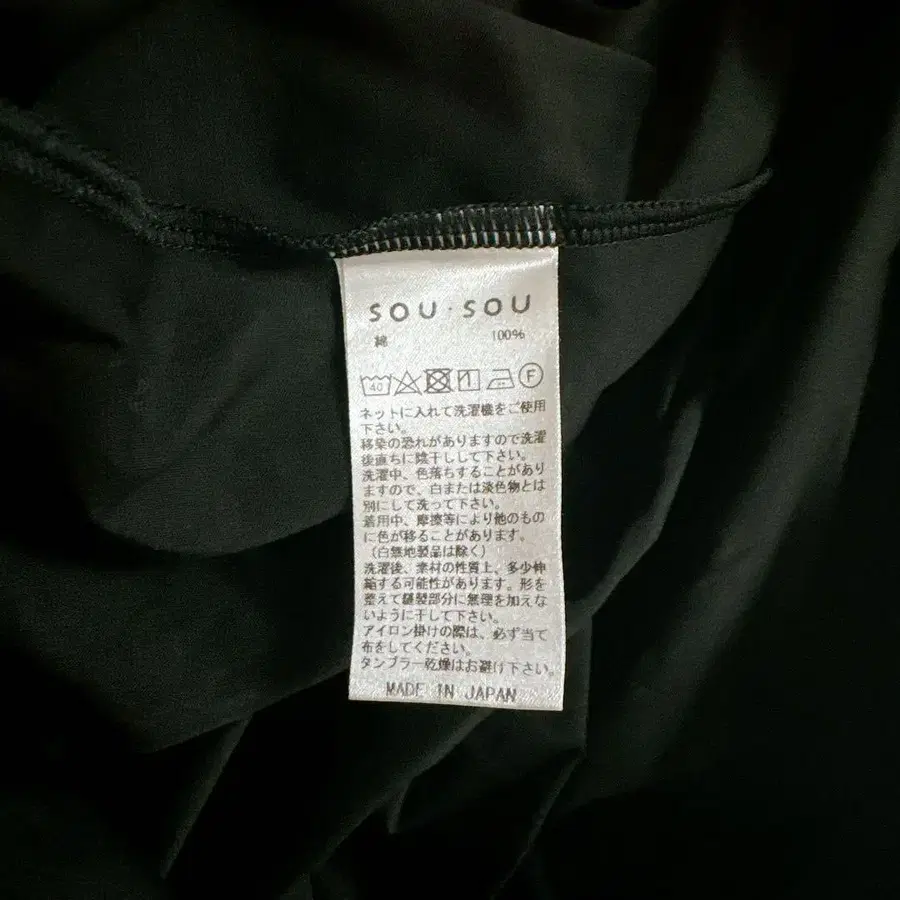 SOU・SOU
綿 100%
40 F
ネットに入れて洗濯機をご使用
下さい。
移染の恐れがありますので洗濯
後直ちに陰干しして下さい。
洗濯中、色落ちすることがあり
ますので、白または淡色物とは
別にして洗って下さい。
着用中、摩擦等により他のもの
に色が移ることがあります。
（白無地製品は除く）
洗濯後、素材の性質上、多少伸
縮する可能性があります。形を
整えて縫製部分に無理を加えな
いように干して下さい。
アイロン掛けの際は、必ず当て
布をしてください。
タンブラー乾燥はお避け下さい。
MADE IN JAPAN